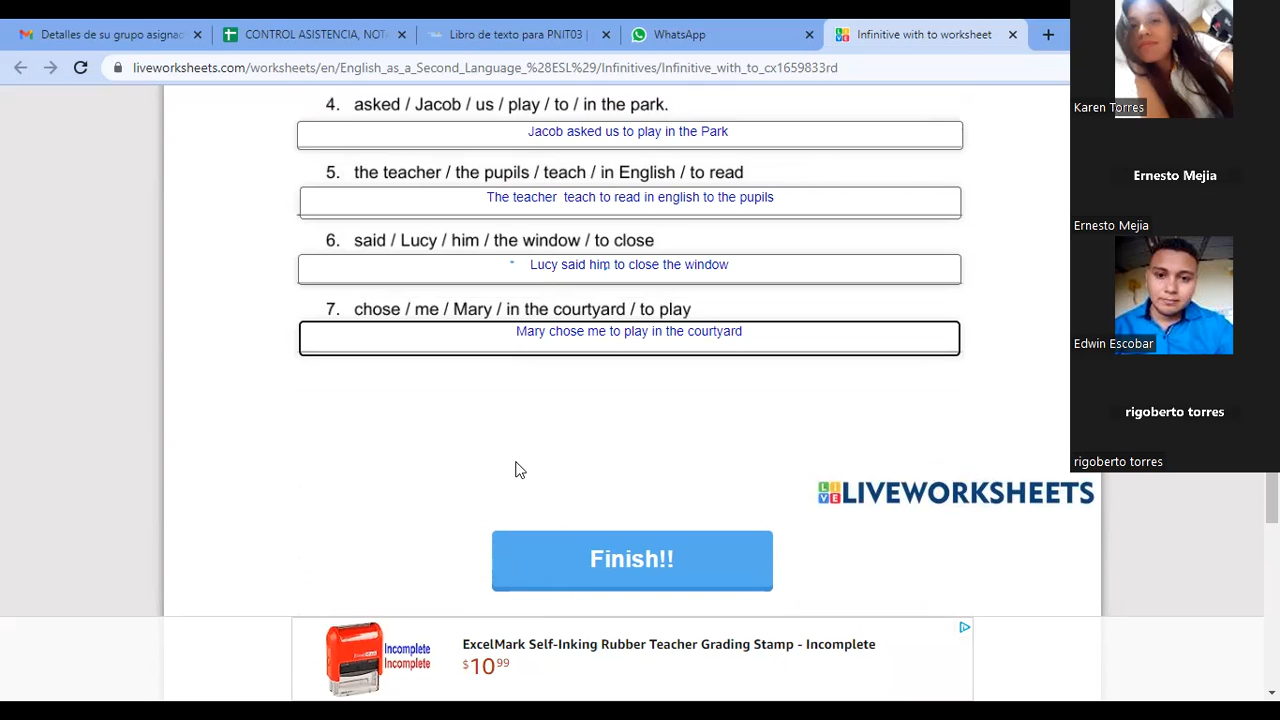 Detalles de su grupo asigna
CONTROL ASISTENCIA, NOT
Libro de texto para PNIT03 |
WhatsApp
Infinitive with to worksheet
liveworksheets.com/worksheets/en/English_as_a_Second_Language_%28ESL%29/Infinitives/Infinitive_with_to_cx1659833rd
4. asked / Jacob / us / play / to / in the park.
Jacob asked us to play in the Park
5. the teacher / the pupils / teach / in English / to read
The teacher teach to read in english to the pupils
6. said / Lucy / him / the window / to close
Lucy said him to close the window
7. chose / me / Mary / in the courtyard / to play
Mary chose me to play in the courtyard
LIVEWORKSHEETS
Finish!!
Incomplete
Incomplete
ExcelMark Self-Inking Rubber Teacher Grading Stamp - Incomplete
$10 99
Karen Torres
Ernesto Mejia
Ernesto Mejia
Edwin Escobar
rigoberto torres
rigoberto torres